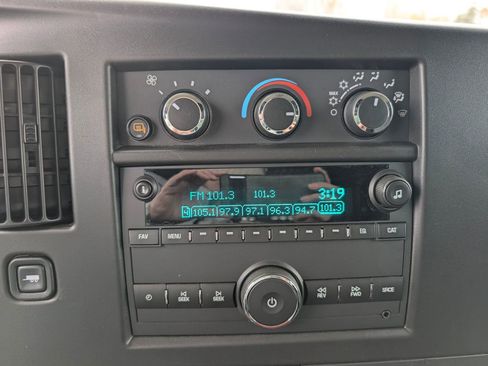 MAX
FM 101.3 101.3 3:19
4 105.1 97.9 97.1 96.3 94.7 101.3
FAV MENU EQ CAT
SEEK SEEK REV FWD SRCE